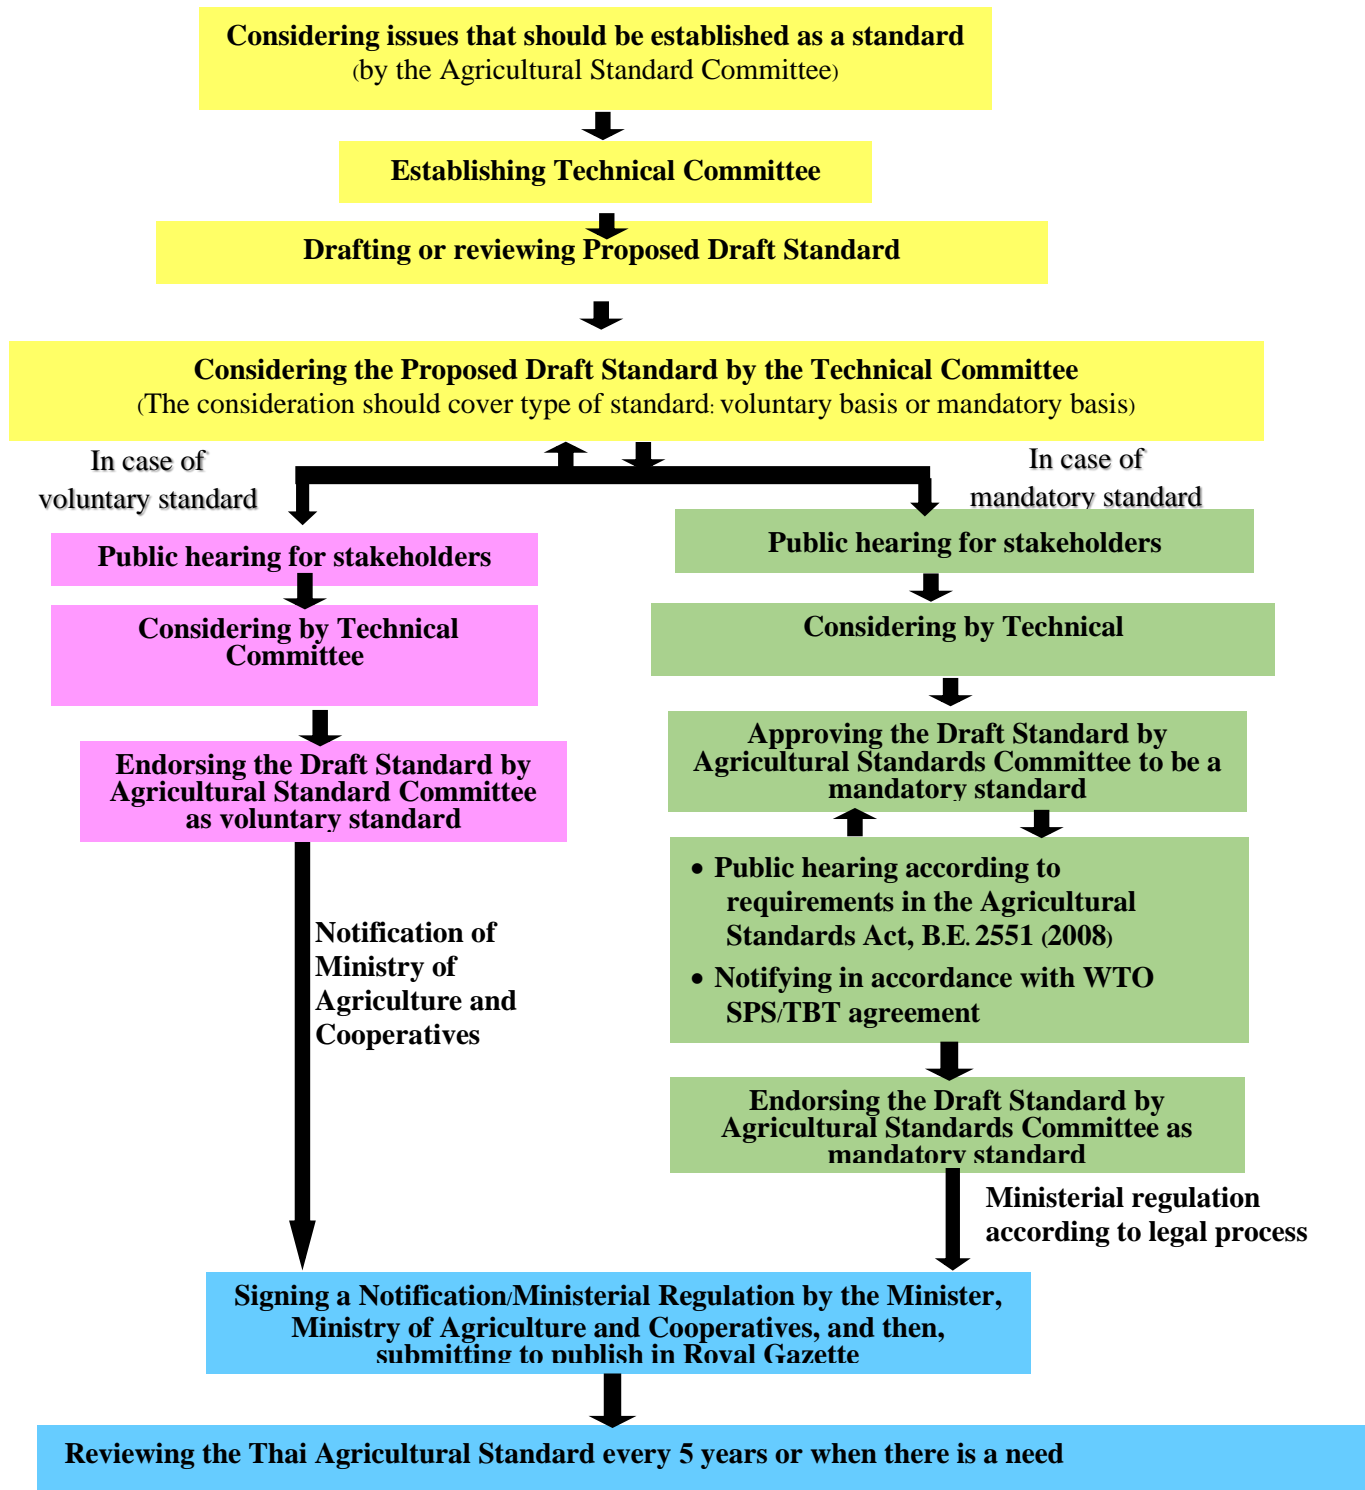 Considering issues that should be established as a standard
(by the Agricultural Standard Committee)
Establishing Technical Committee
Drafting or reviewing Proposed Draft Standard
Considering the Proposed Draft Standard by the Technical Committee
(The consideration should cover type of standard: voluntary basis or mandatory basis)
In case of
voluntary standard
In case of
mandatory standard
Public hearing for stakeholders
Considering by Technical
Committee
Endorsing the Draft Standard by
Agricultural Standard Committee
as voluntary standard
Notification of
Ministry of
Agriculture and
Cooperatives
Public hearing for stakeholders
Considering by Technical
Approving the Draft Standard by
Agricultural Standards Committee to be a
mandatory standard
• Public hearing according to
requirements in the Agricultural
Standards Act, B.E. 2551 (2008)
• Notifying in accordance with WTO
SPS/TBT agreement
Endorsing the Draft Standard by
Agricultural Standards Committee as
mandatory standard
Ministerial regulation
according to legal process
Signing a Notification/Ministerial Regulation by the Minister,
Ministry of Agriculture and Cooperatives, and then,
submitting to publish in Royal Gazette
Reviewing the Thai Agricultural Standard every 5 years or when there is a need